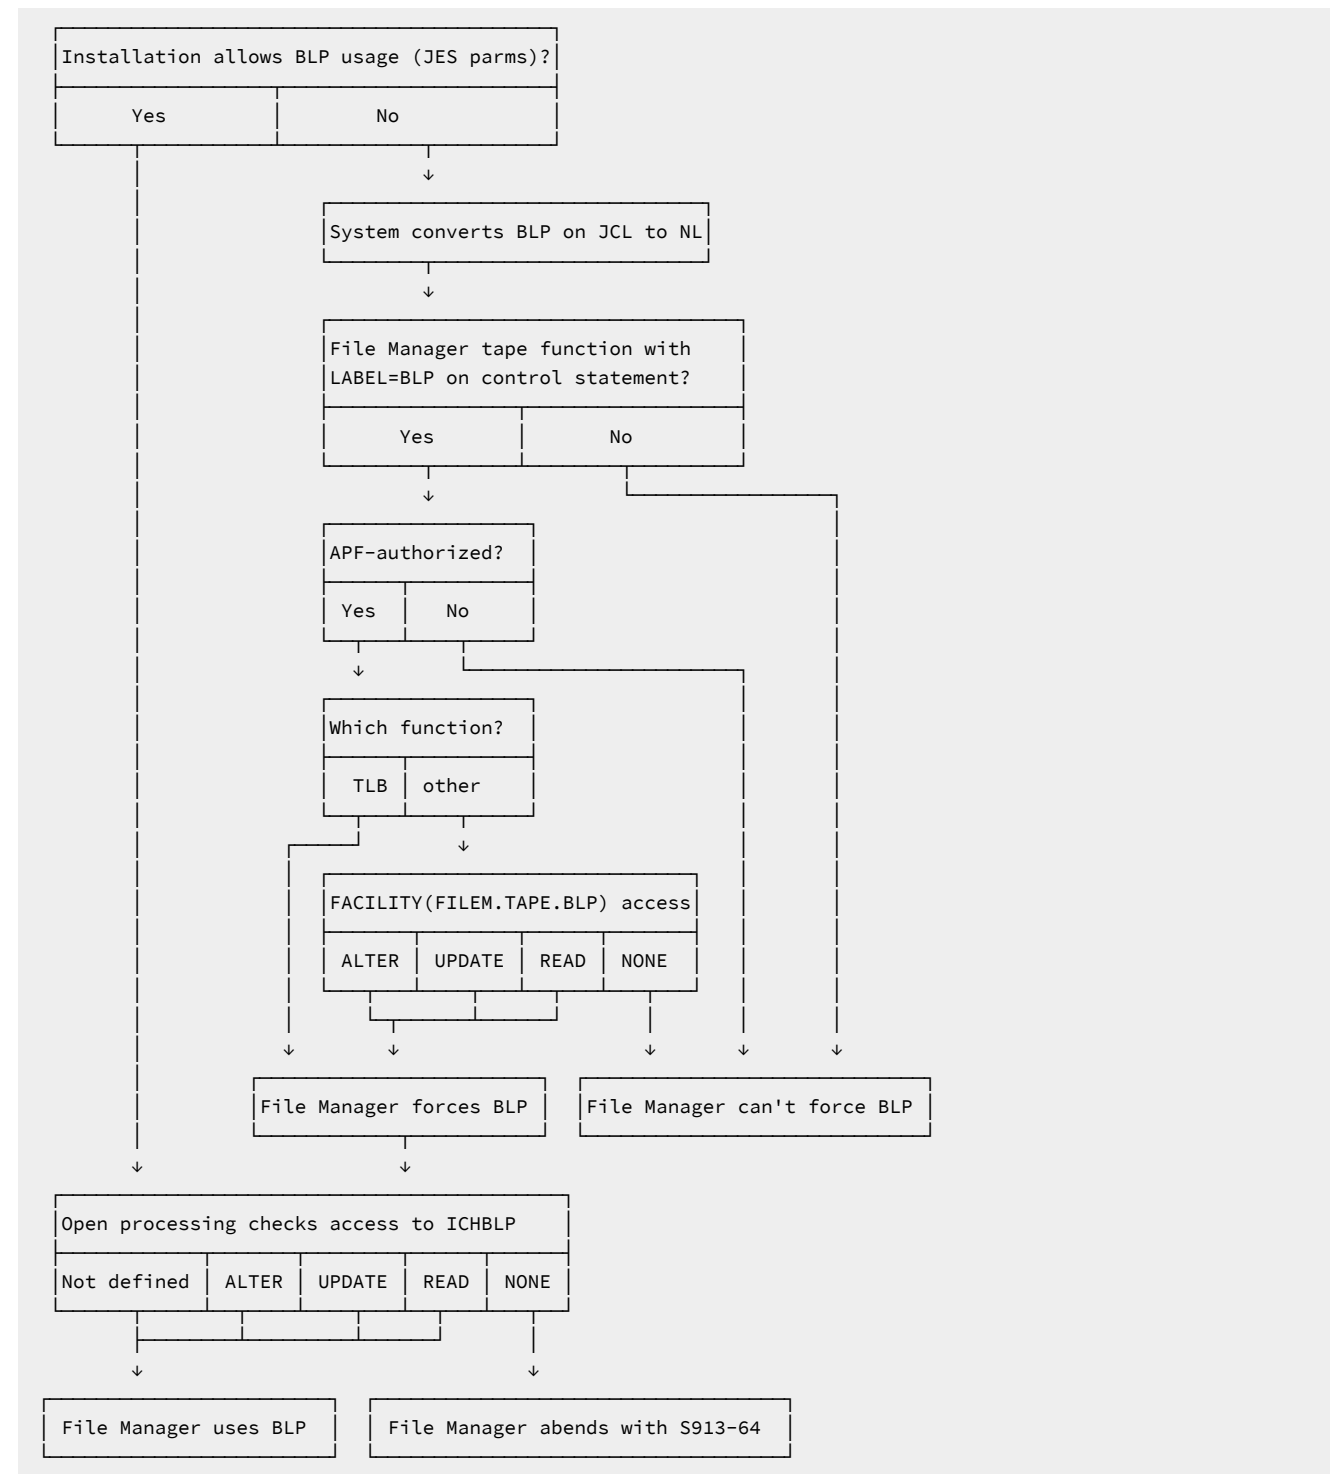 Installation allows BLP usage (JES parms)?
Yes No
System converts BLP on JCL to NL
File Manager tape function with
LABEL=BLP on control statement?
Yes No
APF-authorized?
Yes No
Which function?
TLB other
FACILITY(FILEM.TAPE.BLP) access
ALTER UPDATE READ NONE
File Manager forces BLP File Manager can't force BLP
Open processing checks access to ICHBLP
Not defined ALTER UPDATE READ NONE
File Manager uses BLP File Manager abends with S913-64